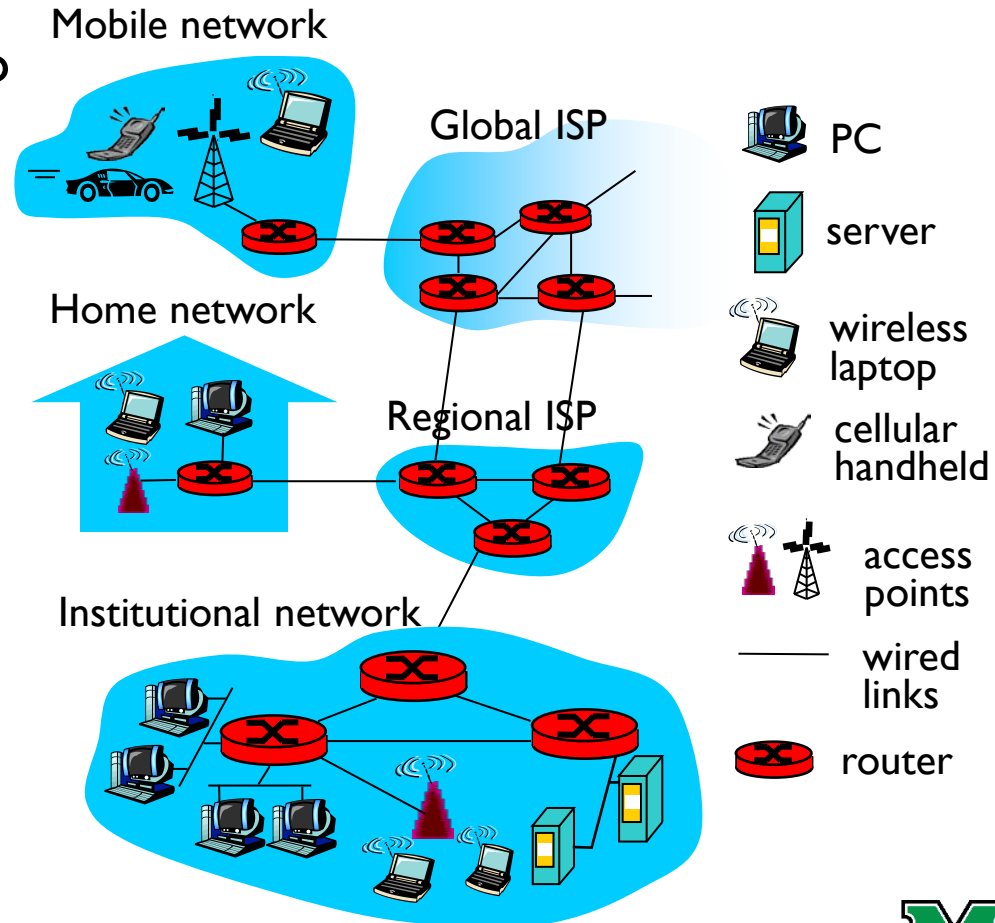 Mobile network
Global ISP
PC
server
Home network
wireless
laptop
Regional ISP
cellular
handheld
access
points
Institutional network
wired
links
router